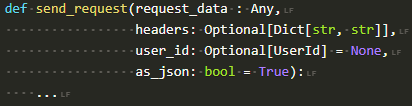 def send_request(request_data : Any,
                 headers: Optional[Dict[str, str]],
                 user_id: Optional[UserId] = None,
                 as_json: bool = True):
    ...